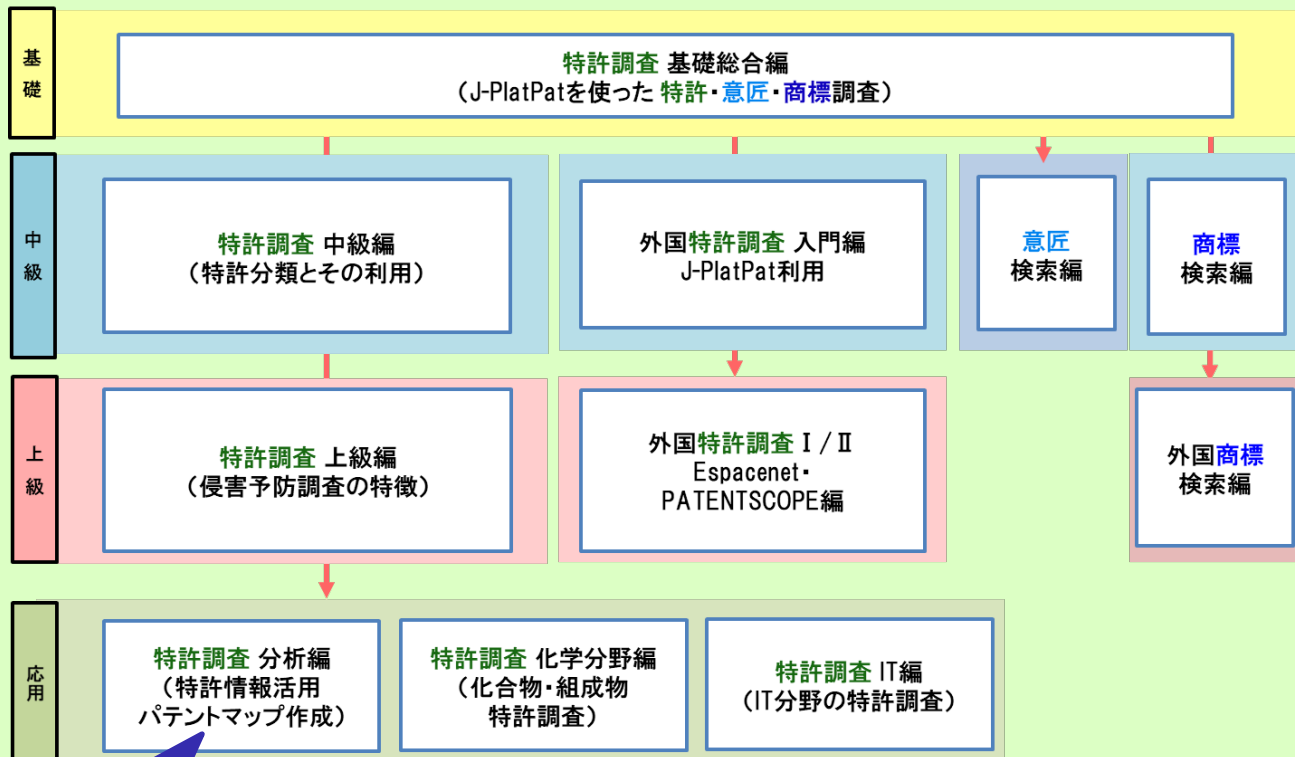 基礎
特許調査 基礎総合編
(J-PlatPatを使った 特許・意匠・商標調査)
中級
特許調査 中級編
(特許分類とその利用)
外国特許調査 入門編
J-PlatPat利用
意匠
検索編
商標
検索編
上級
特許調査 上級編
(侵害予防調査の特徴)
外国特許調査 Ⅰ / Ⅱ
Espacenet・
PATENTSCOPE編
外国商標
検索編
応用
特許調査 分析編
(特許情報活用
パテントマップ作成)
特許調査 化学分野編
(化合物・組成物
特許調査)
特許調査 IT編
(IT分野の特許調査)